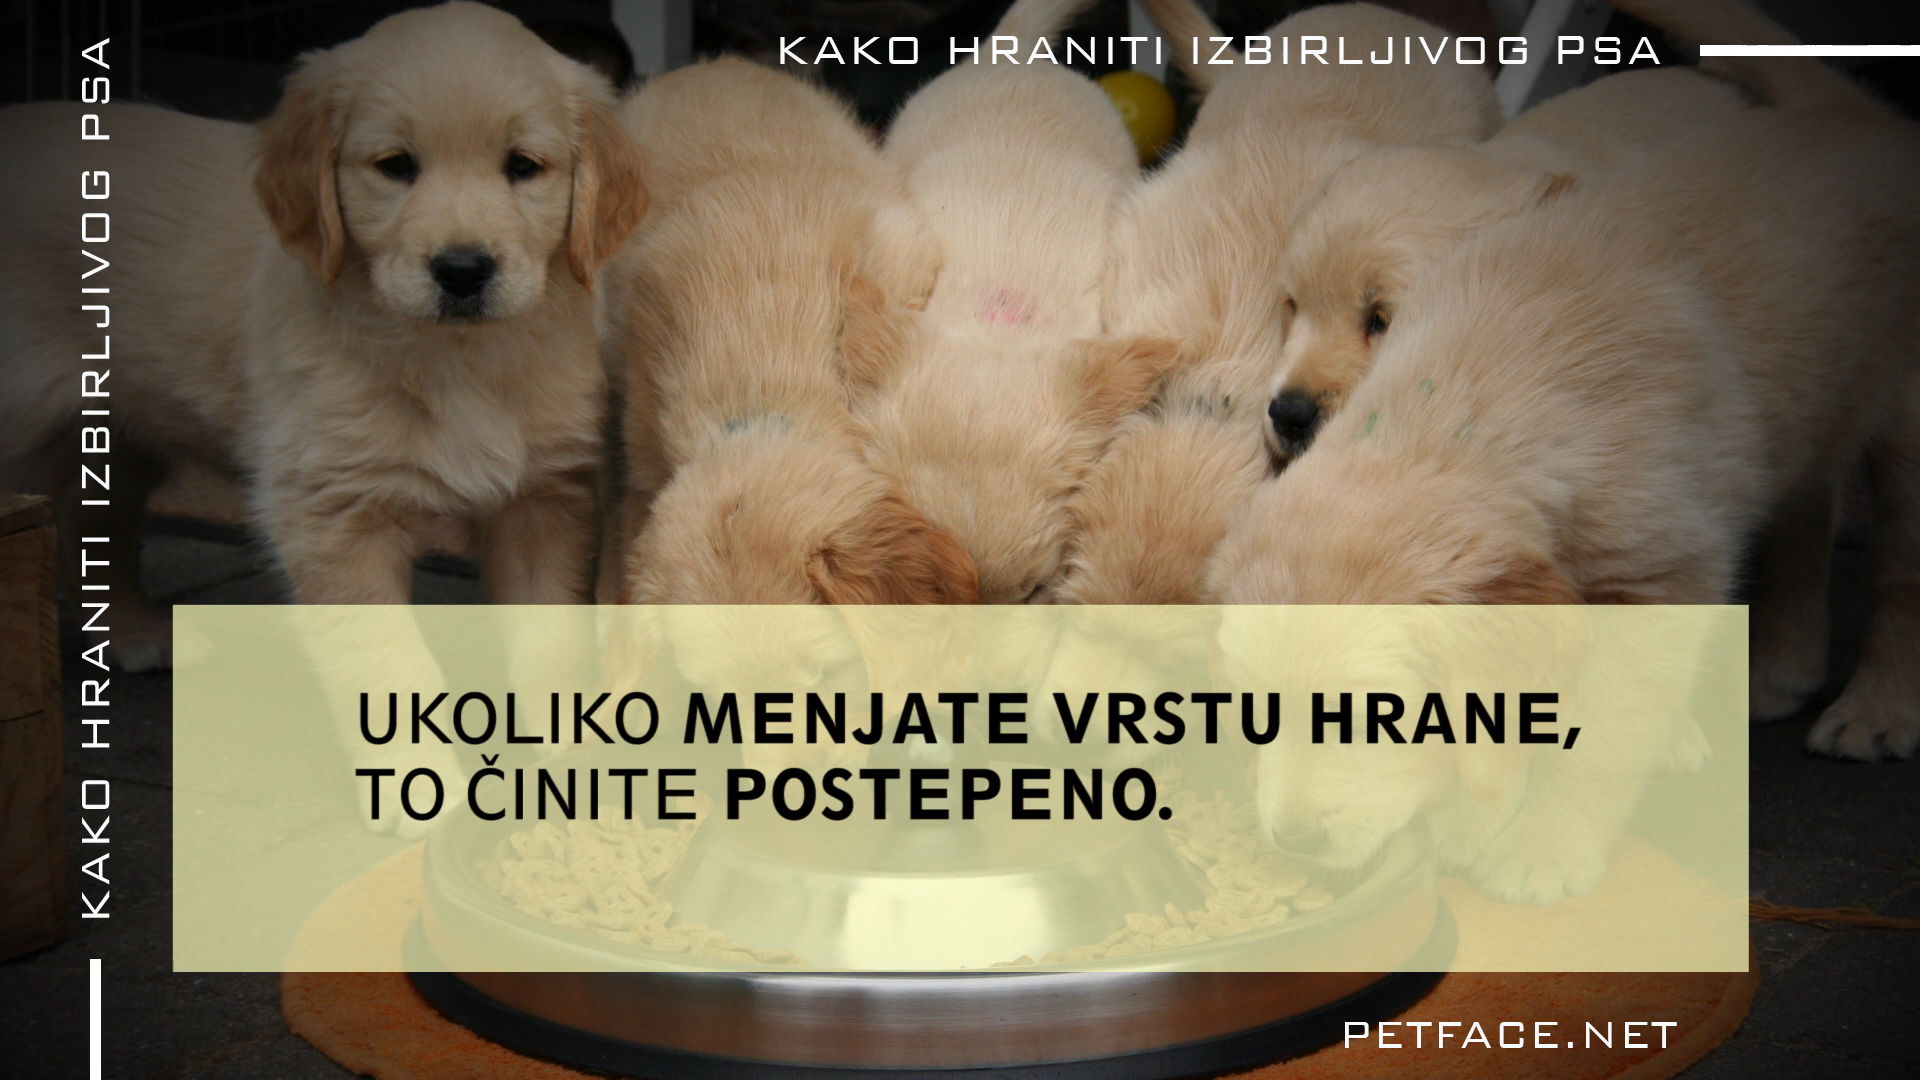 KAKO HRANITI IZBIRLJIVOG PSA
KAKO HRANITI IZBIRLJIVOG PSA
UKOLIKO MENJATE VRSTU HRANE,
TO ČINITE POSTEPENO.
PETFACE.NET